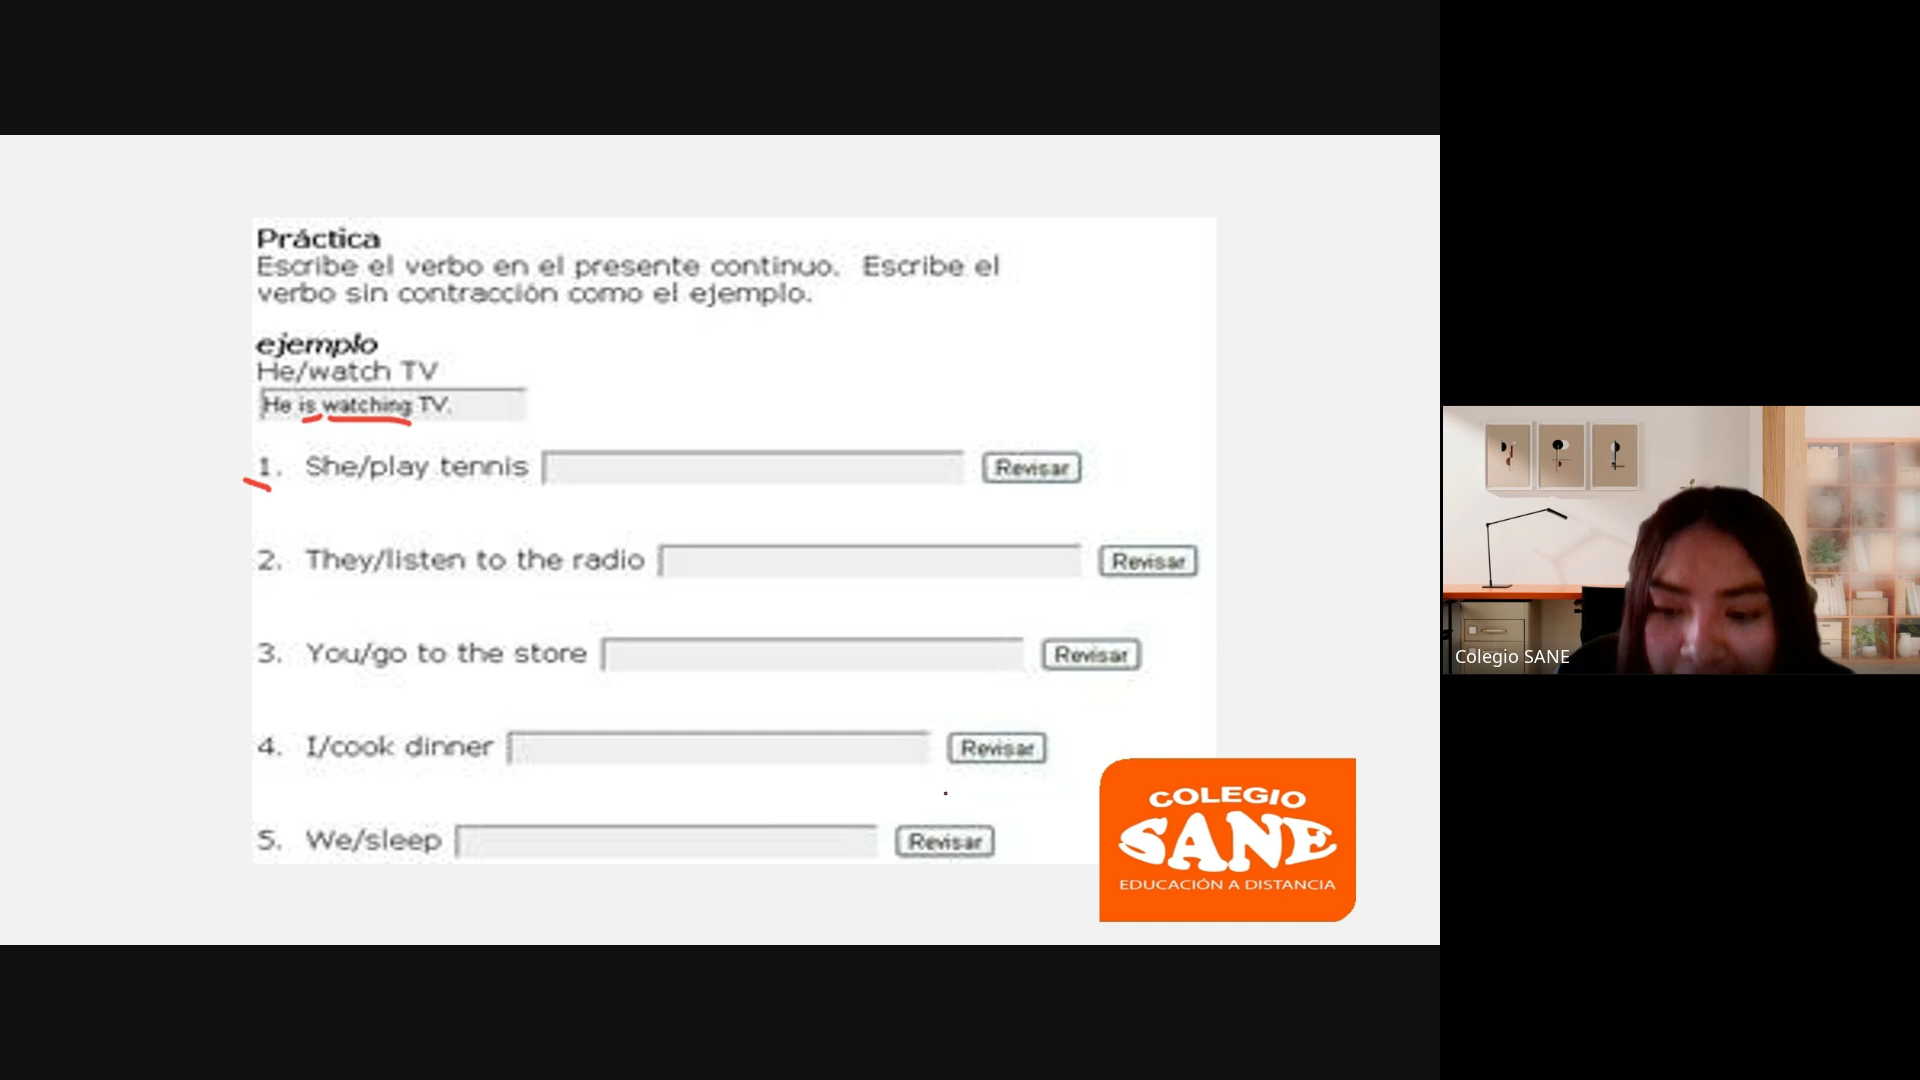 Práctica
Escribe el verbo en el presente continuo. Escribe el
verbo sin contracción como el ejemplo.
ejemplo
He/watch TV
He is watching TV.
1. She/play tennis Revisar
2. They/listen to the radio Revisar
3. You/go to the store Revisar
4. I/cook dinner Revisar
5. We/sleep Revisar
COLEGIO
SANE
EDUCACIÓN A DISTANCIA
Colegio SANE